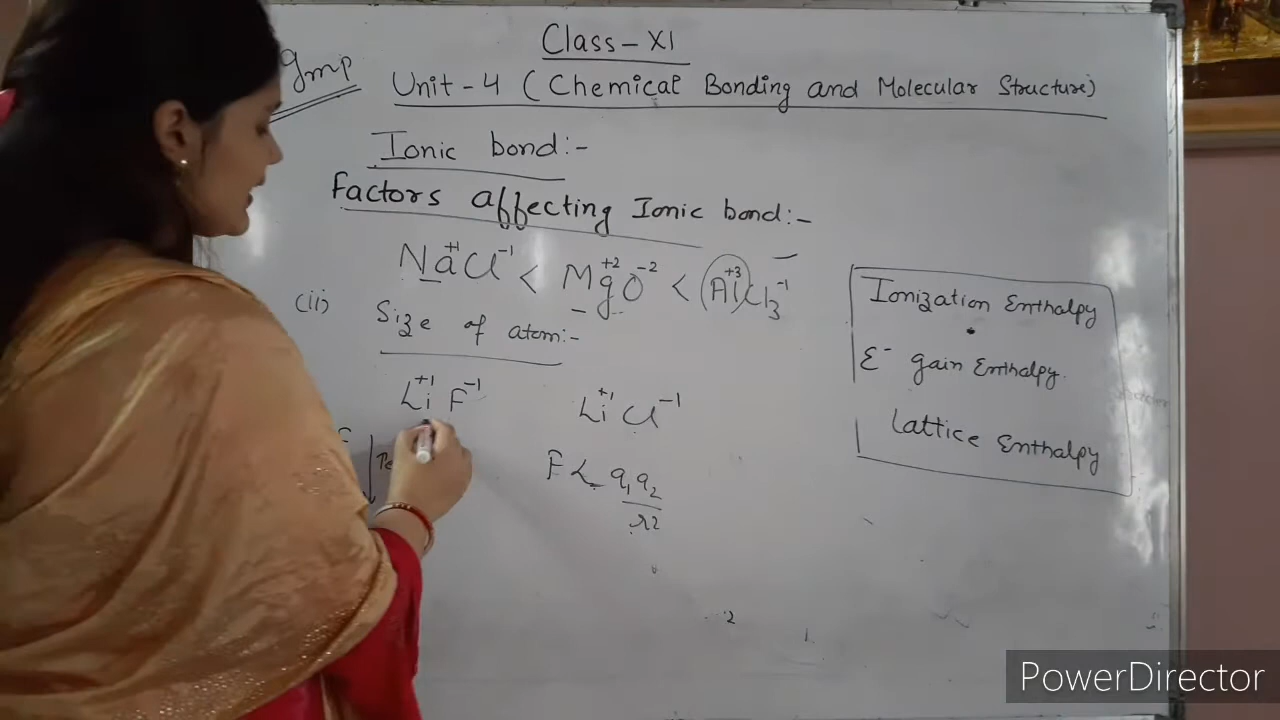 Class - XI
Imp
Unit - 4 ( Chemical Bonding and Molecular Structure)
Ionic bond:-
Factors affecting Ionic bond:-
Na⁺¹Cl⁻¹ < Mg⁺²O⁻² < Al⁺³Cl₃⁻¹
(ii) Size of atom:-
Li⁺¹F⁻¹ Li⁺¹Cl⁻¹
F ∠ q₁q₂
r2
Ionization Enthalpy
E⁻ gain Enthalpy.
Lattice Enthalpy
PowerDirector